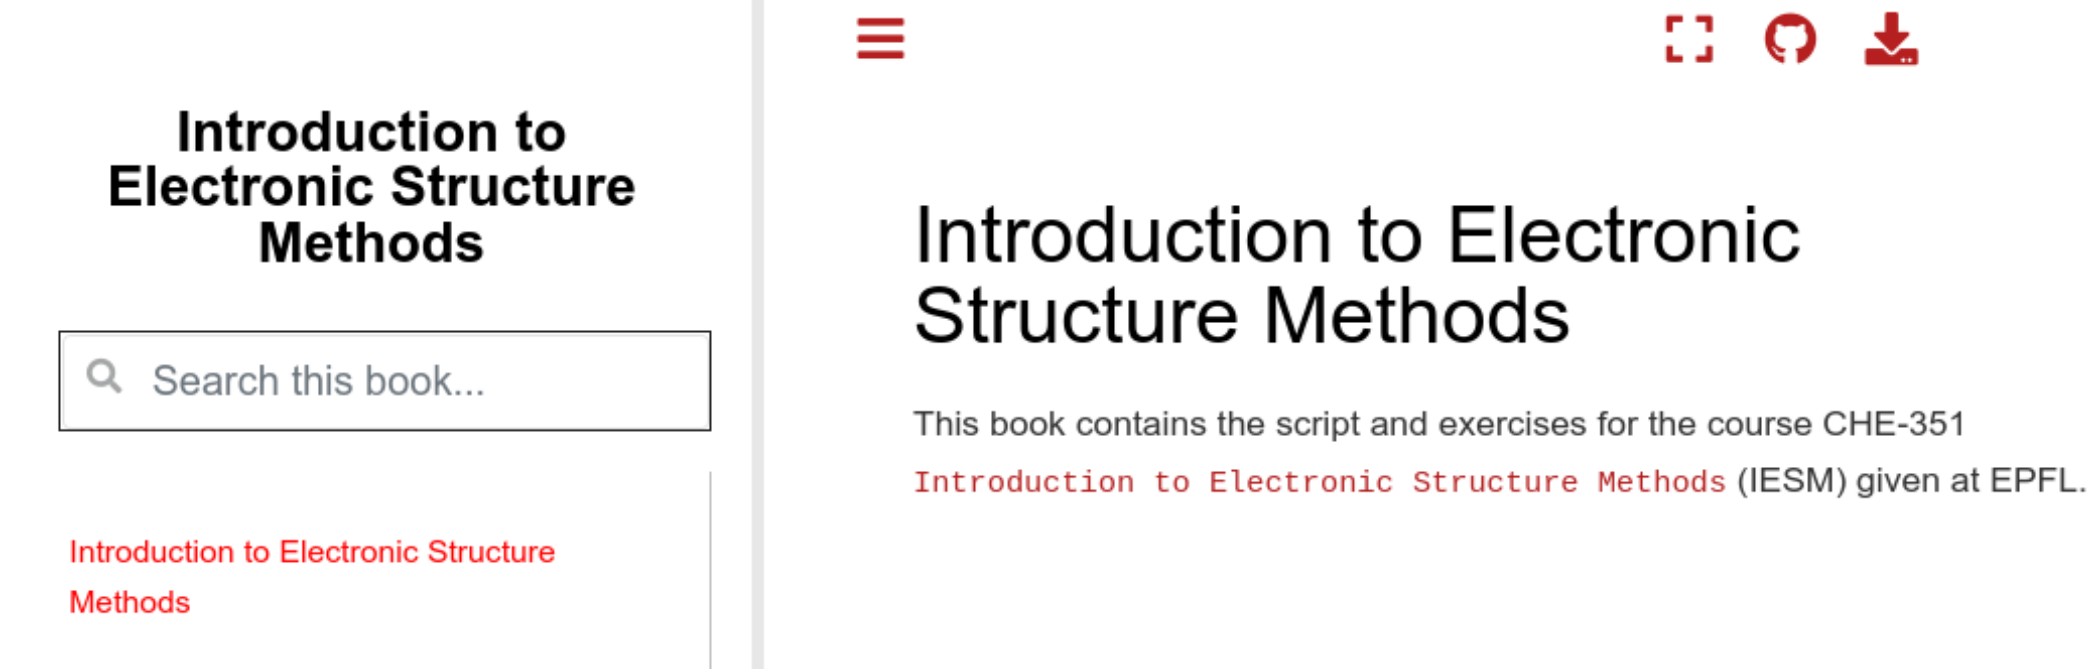 Introduction to
Electronic Structure
Methods
Search this book...
Introduction to Electronic Structure
Methods
Introduction to Electronic
Structure Methods
This book contains the script and exercises for the course CHE-351
Introduction to Electronic Structure Methods (IESM) given at EPFL.